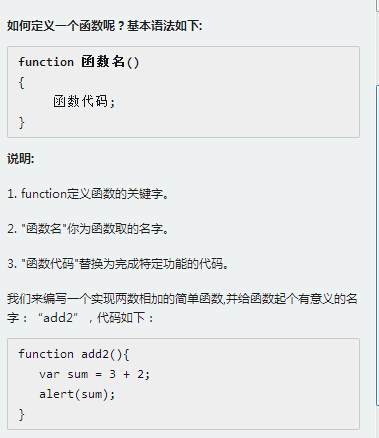 如何定义一个函数呢？基本语法如下:
function 函数名()
{
函数代码;
}
说明:
1. function定义函数的关键字。
2. "函数名"你为函数取的名字。
3. "函数代码"替换为完成特定功能的代码。
我们来编写一个实现两数相加的简单函数,并给函数起个有意义的名
字：“add2”，代码如下：
function add2(){
var sum = 3 + 2;
alert(sum);
}